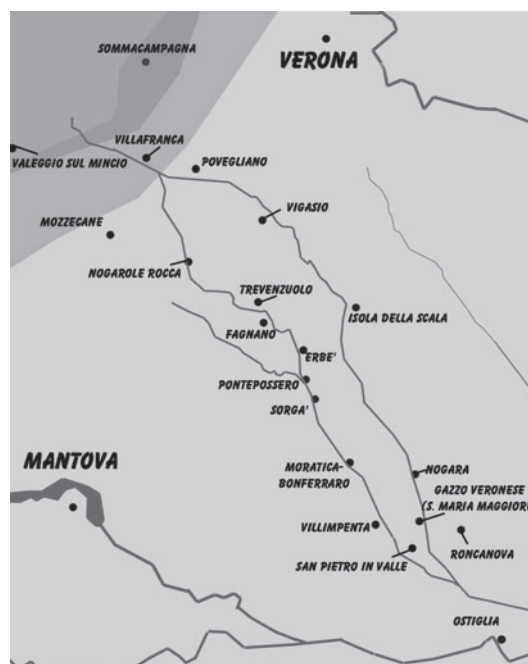 SOMMACAMPAGNA
VERONA
VILLAFRANCA
VALEGGIO SUL MINCIO
POVEGLIANO
VIGASIO
MOZZECANE
NOGAROLE ROCCA
TREVENZUOLO
ISOLA DELLA SCALA
FAGNANO
ERBE'
PONTEPOSSERO
SORGA'
MANTOVA
MORATICA-
BONFERRARO
NOGARA
GAZZO VERONESE
(S. MARIA MAGGIORE
VILLIMPENTA
RONCANOVA
SAN PIETRO IN VALLE
OSTIGLIA